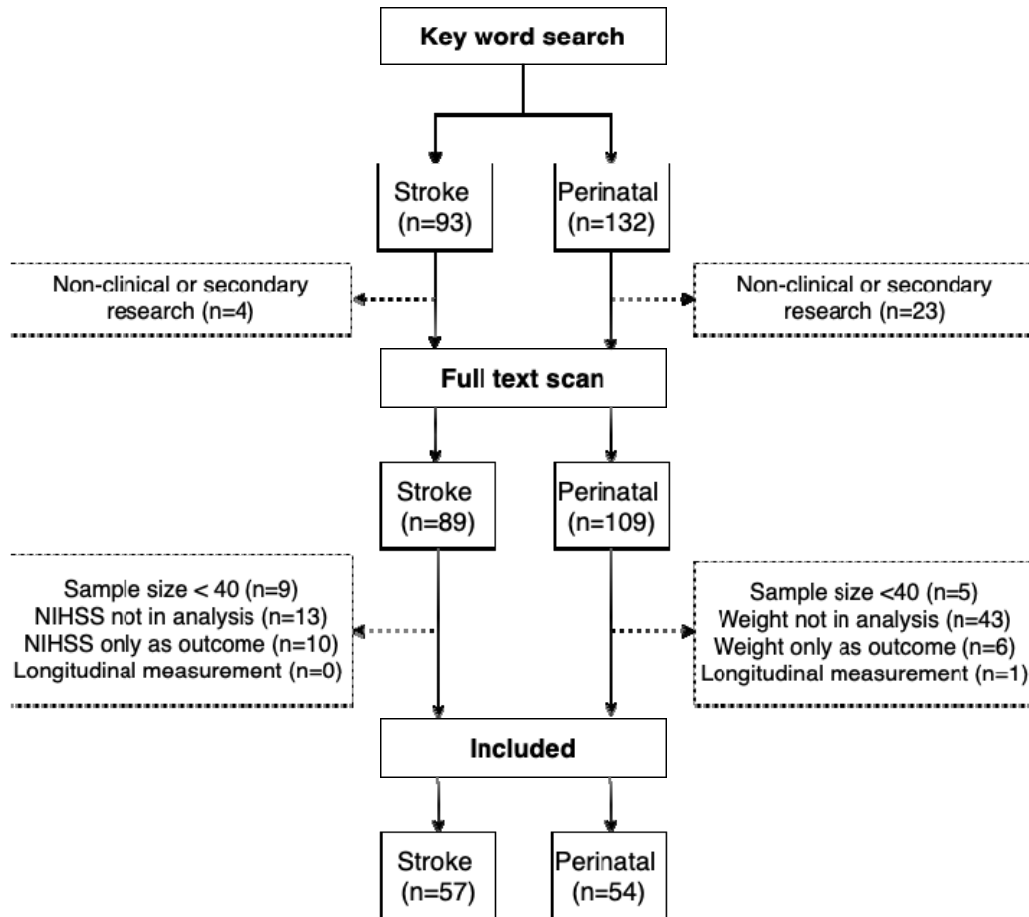 Key word search
Stroke
(n=93)
Perinatal
(n=132)
Non-clinical or secondary
research (n=4)
Non-clinical or secondary
research (n=23)
Full text scan
Stroke
(n=89)
Perinatal
(n=109)
Sample size < 40 (n=9)
NIHSS not in analysis (n=13)
NIHSS only as outcome (n=10)
Longitudinal measurement (n=0)
Sample size <40 (n=5)
Weight not in analysis (n=43)
Weight only as outcome (n=6)
Longitudinal measurement (n=1)
Included
Stroke
(n=57)
Perinatal
(n=54)